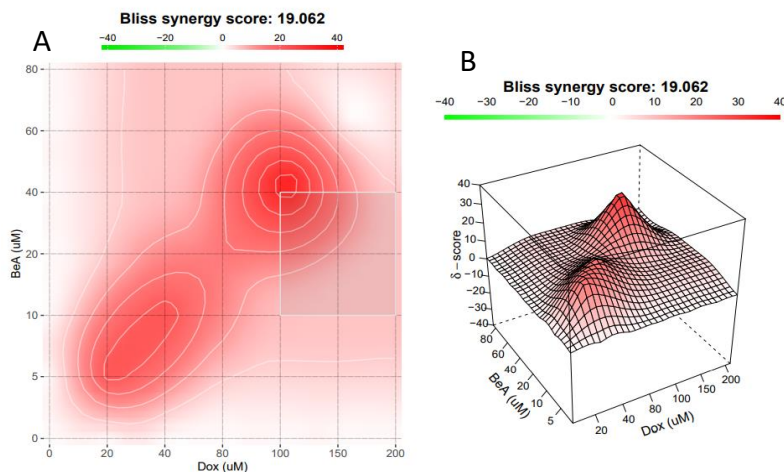 A
Bliss synergy score: 19.062
−40 −20 0 20 40
80
60
40
20
10
5
0
BeA (uM)
0 20 40 100 150 200
Dox (uM)
B
Bliss synergy score: 19.062
−40 −30 −20 −10 0 10 20 30 40
40
30
20
10
0
−10
−20
−30
−40
δ−score
80
60
40
20
10
5
BeA (uM)
20 40 80 100 150 200
Dox (uM)